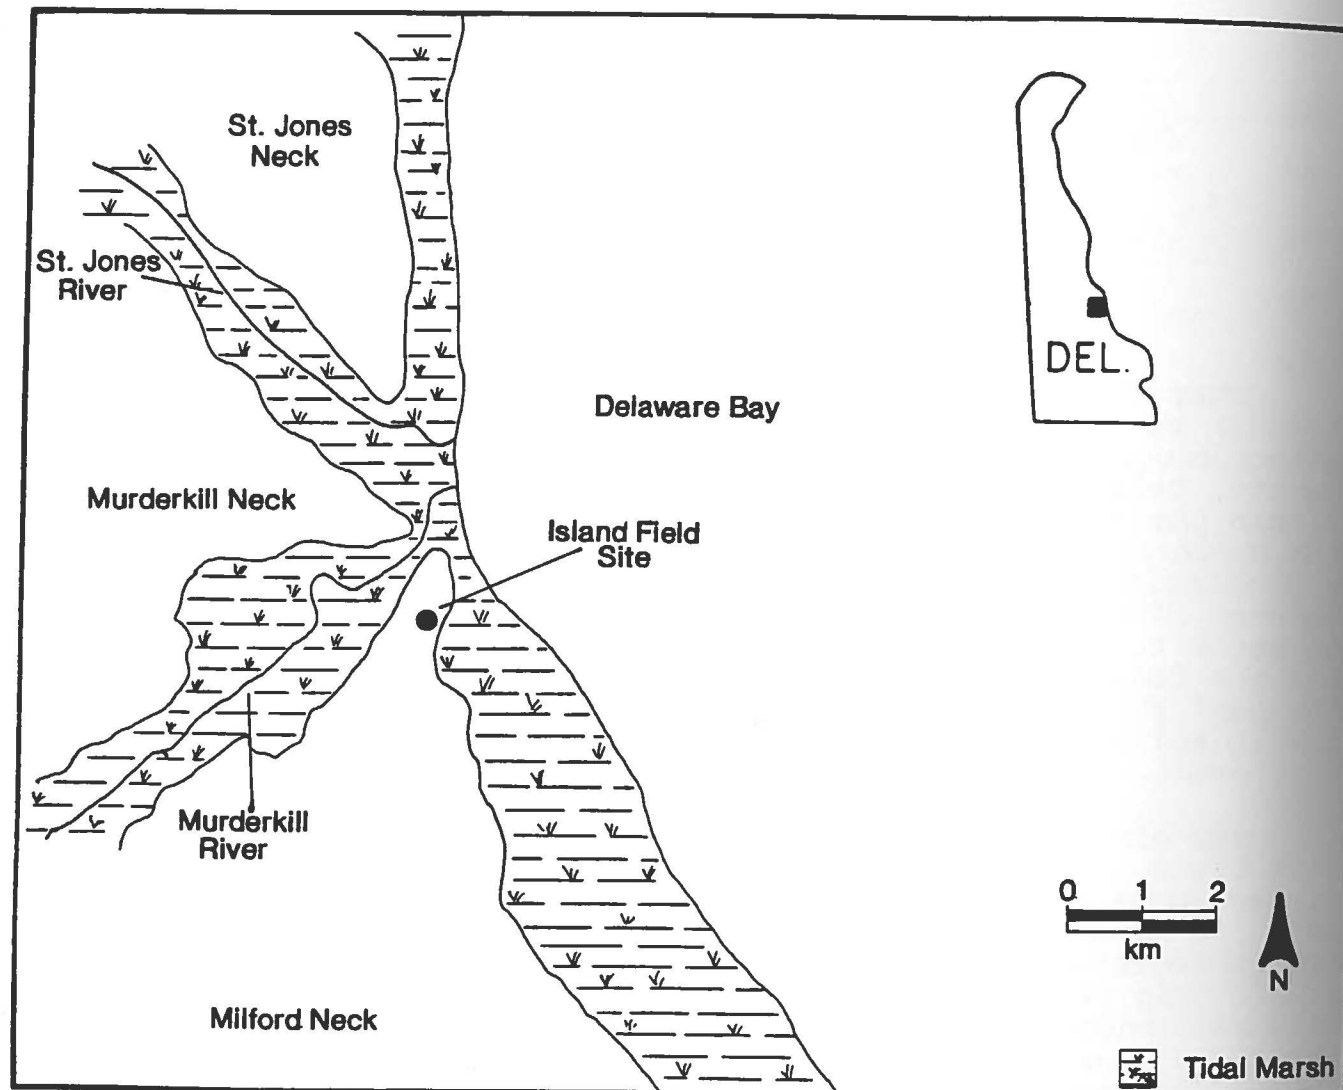 St. Jones
Neck
St. Jones
River
DEL.
Delaware Bay
Murderkill Neck
Island Field
Site
Murderkill
River
0 1 2
km
N
Milford Neck
Tidal Marsh